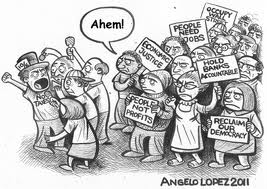 Ahem!
OCCUPY
PEOPLE
NEED
JOBS
ECONOMIC
JUSTICE
HOLD
BANKS
ACCOUNTABLE
PEOPLE
NOT
PROFITS
RECLAIM
OUR
DEMOCRACY
ANGELO LOPEZ 2011